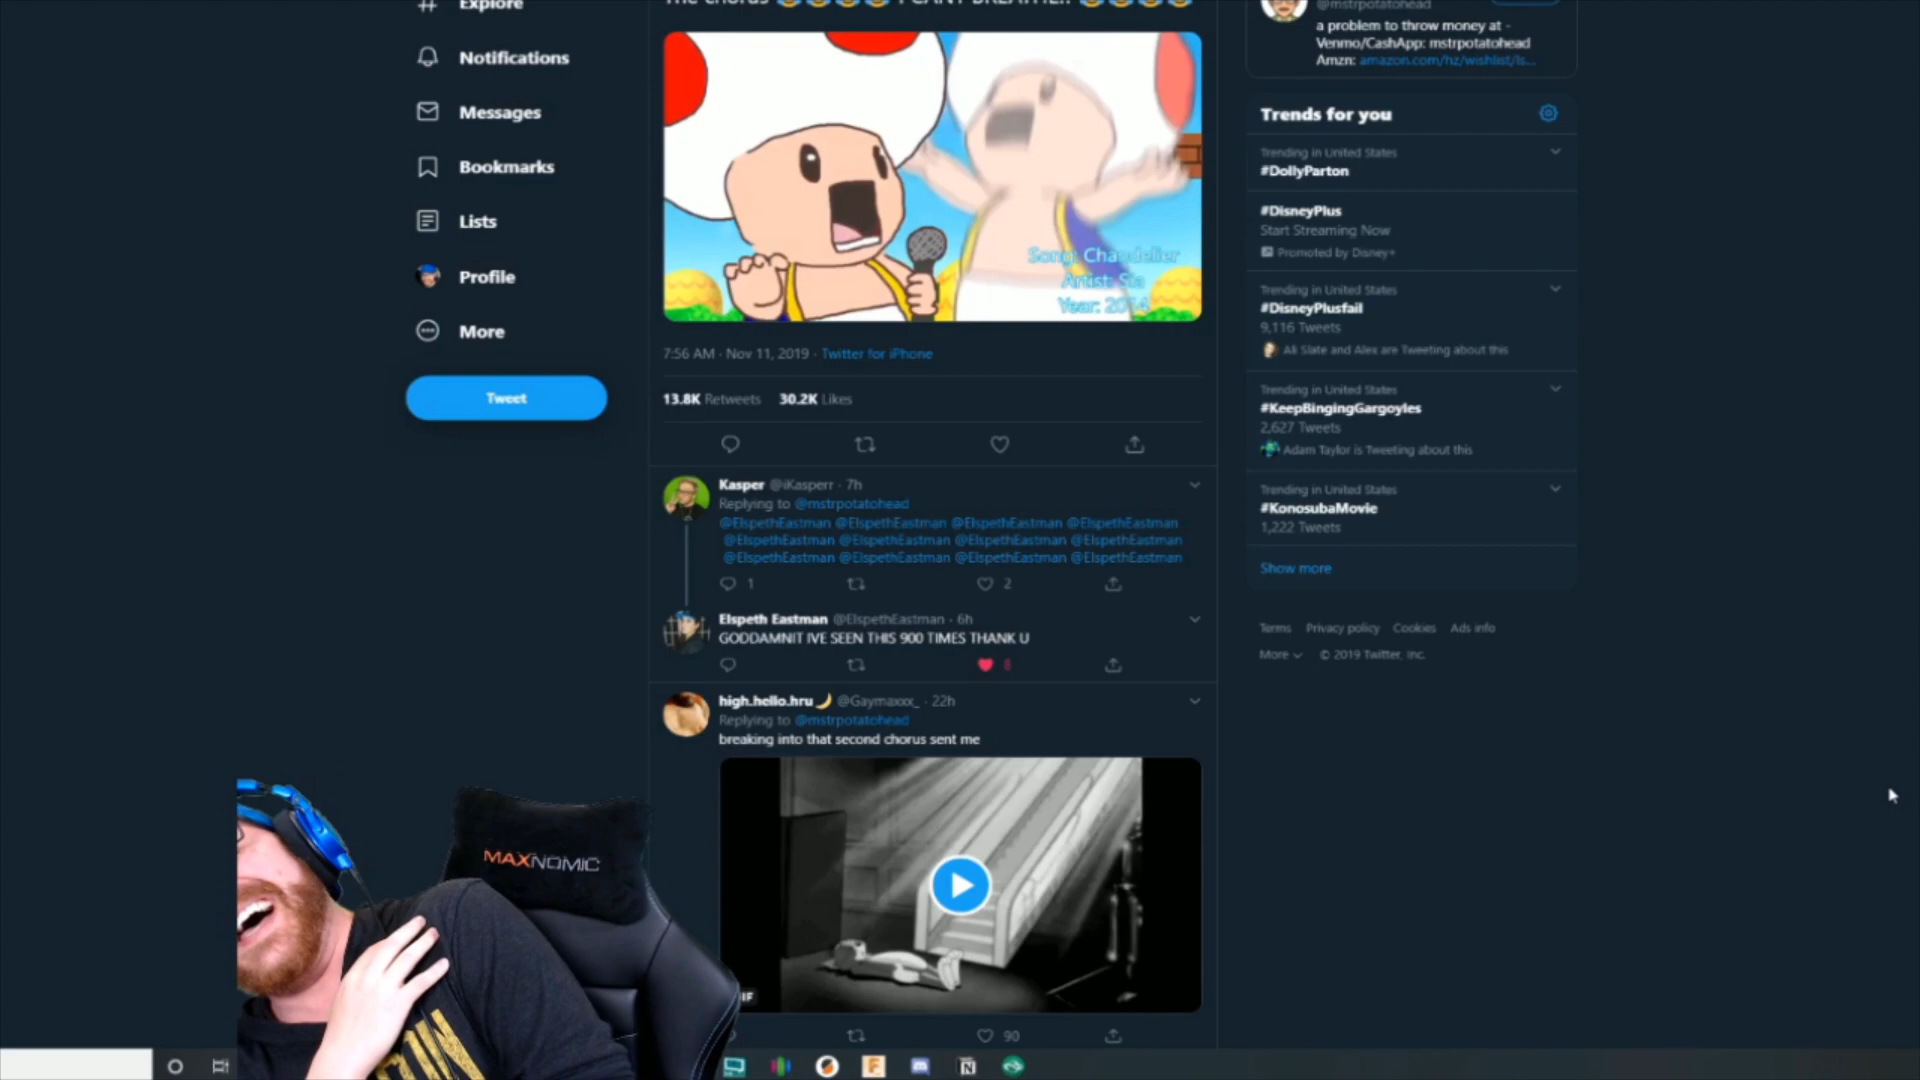 Explore
The chorus 😂😂😂😂 I CANT BREATHE!! 😂😂😂😂
@mstrpotatohead
a problem to throw money at -
Venmo/CashApp: mstrpotatohead
Amzn: amazon.com/hz/wishlist/ls...
Notifications
Messages
Bookmarks
Lists
Profile
More
Tweet
Song: Chandelier
Artist: Sia
Year: 2014
7:56 AM · Nov 11, 2019 · Twitter for iPhone
13.8K Retweets 30.2K Likes
Kasper @iKasperr · 7h
Replying to @mstrpotatohead
@ElspethEastman @ElspethEastman @ElspethEastman @ElspethEastman
@ElspethEastman @ElspethEastman @ElspethEastman @ElspethEastman
@ElspethEastman @ElspethEastman @ElspethEastman @ElspethEastman
1 2
Elspeth Eastman @ElspethEastman · 6h
GODDAMNIT IVE SEEN THIS 900 TIMES THANK U
high.hello.hru🌙 @Gaymaxxx_ · 22h
Replying to @mstrpotatohead
breaking into that second chorus sent me
90
Trends for you
Trending in United States
#DollyParton
#DisneyPlus
Start Streaming Now
Promoted by Disney+
Trending in United States
#DisneyPlusfail
9,116 Tweets
Ali Slate and Alex are Tweeting about this
Trending in United States
#KeepBingingGargoyles
2,627 Tweets
Adam Taylor is Tweeting about this
Trending in United States
#KonosubaMovie
1,222 Tweets
Show more
Terms Privacy policy Cookies Ads info
More © 2019 Twitter, Inc.
MAXNOMIC